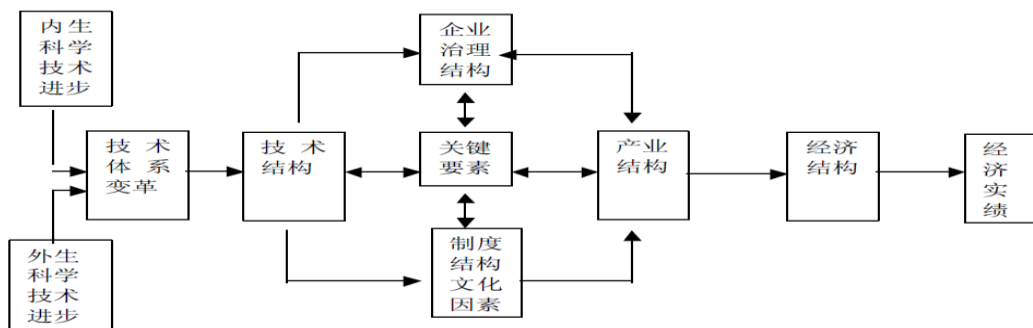 内生
科学
技术
进步
外生
科学
技术
进步
技术
体系
变革
技术
结构
企业
治理
结构
关键
要素
制度
结构
文化
因素
产业
结构
经济
结构
经
济
实
绩